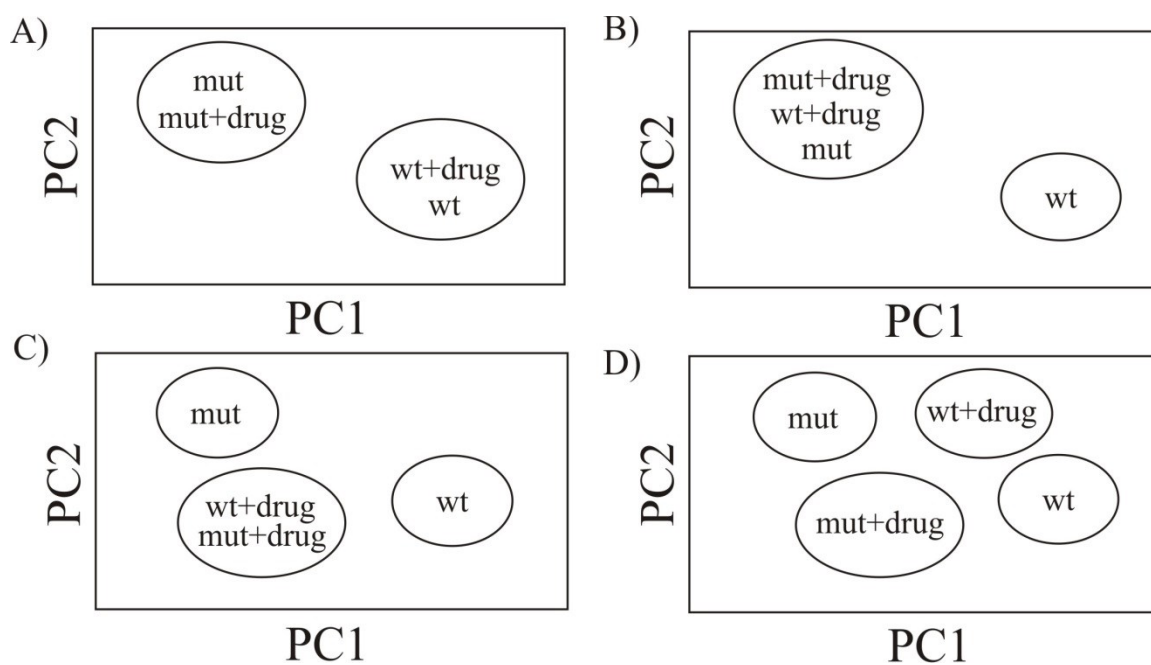 A)
mut
mut+drug
wt+drug
wt
PC2
PC1
B)
mut+drug
wt+drug
mut
wt
PC2
PC1
C)
mut
wt+drug
mut+drug
wt
PC2
PC1
D)
mut
wt+drug
mut+drug
wt
PC2
PC1